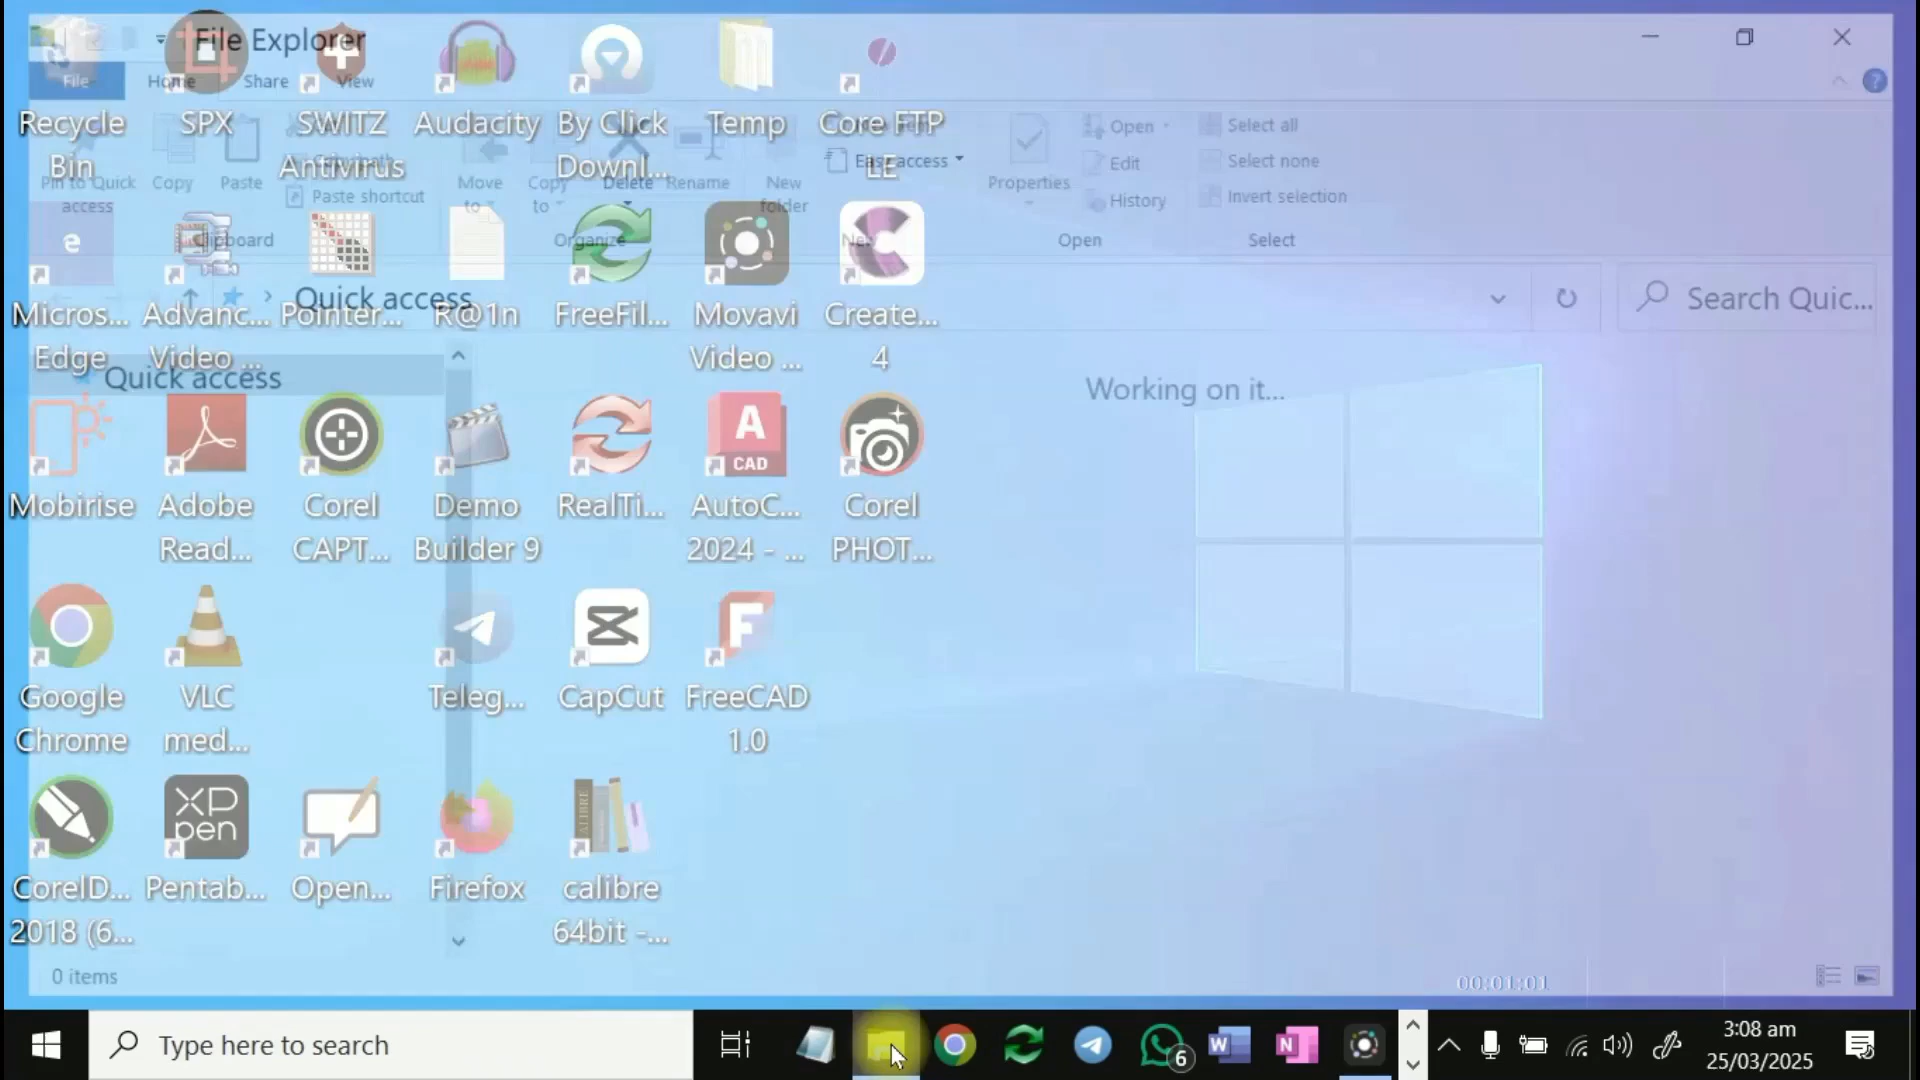 File Explorer
File
Home
Share
View
Recycle
Bin
SPX
SWITZ
Antivirus
Audacity
By Click
Downl...
Temp
Core FTP
LE
Pin to Quick
access
Copy
Paste
Paste shortcut
Clipboard
Move
to
Copy
to
Delete
Rename
Organize
New
folder
Easy access
Properties
Open
Edit
History
Open
Select all
Select none
Invert selection
Select
Quick access
Search Quic...
Quick access
Working on it...
Micros...
Edge
Advanc...
Video ...
Pointer...
R@1n
FreeFil...
Movavi
Video ...
Create...
4
Mobirise
Adobe
Read...
Corel
CAPT...
Demo
Builder 9
RealTi...
A
CAD
AutoC...
2024 - ...
Corel
PHOT...
Google
Chrome
VLC
med...
Teleg...
CapCut
F
FreeCAD
1.0
CorelD...
2018 (6...
XP
pen
Pentab...
Open...
Firefox
CALIBRE
calibre
64bit -...
0 items
00:01:01
Type here to search
6
W
N
3:08 am
25/03/2025